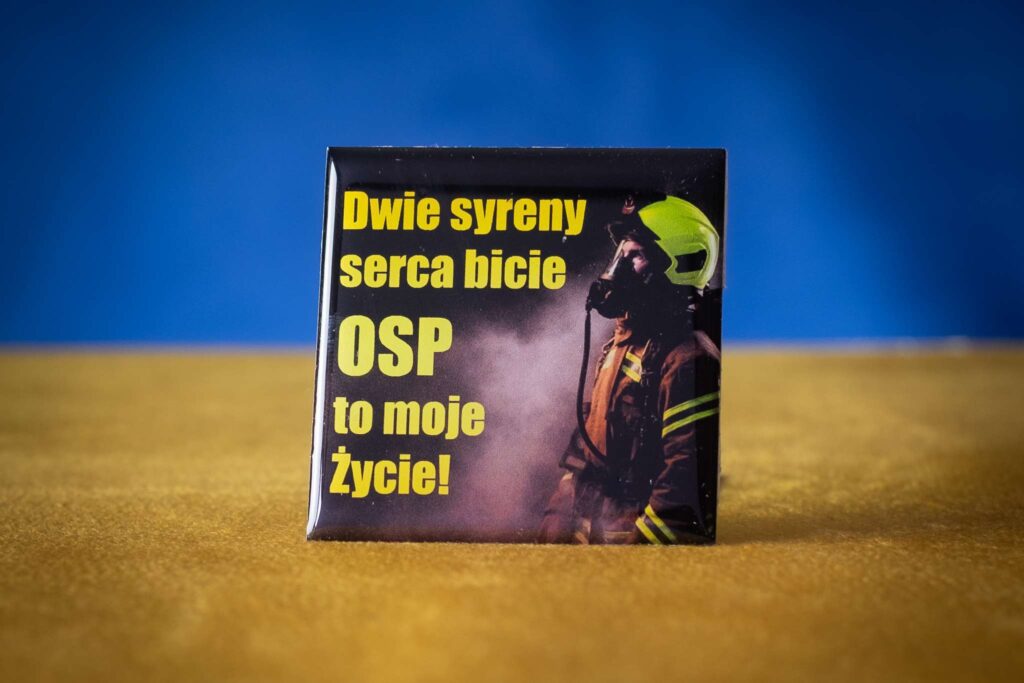 Dwie syreny
serca bicie
OSP
to moje
Życie!